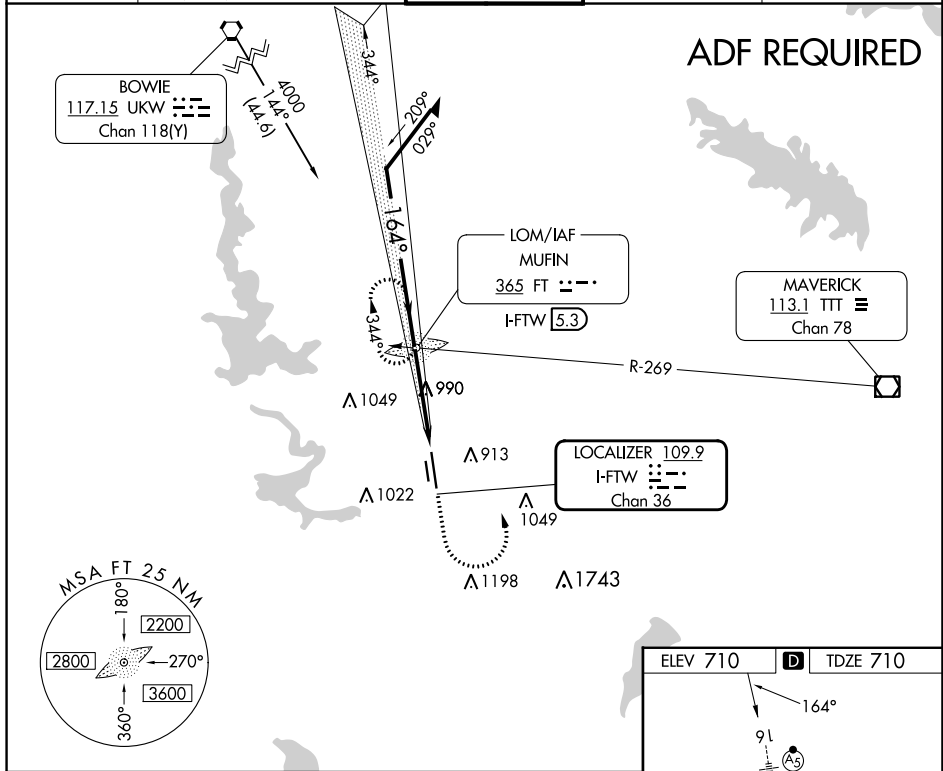 ADF REQUIRED
BOWIE
117.15 UKW
Chan 118(Y)
4000
144°
(44.6)
344°
209°
029°
164°
LOM/IAF
MUFIN
365 FT
I-FTW 5.3
MAVERICK
113.1 TTT
Chan 78
344°
R-269
1049
990
913
LOCALIZER 109.9
I-FTW
Chan 36
1022
1049
1198
1743
MSA FT 25 NM
180°
2200
2800
270°
3600
360°
ELEV 710
D
TDZE 710
164°
16
A5